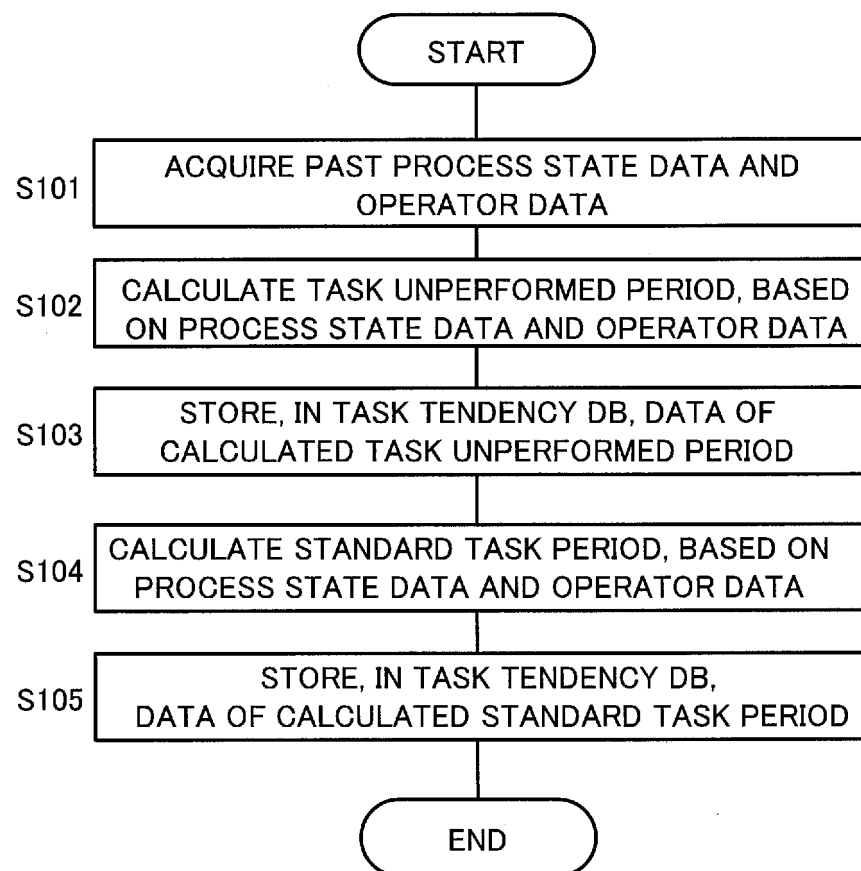 START
S101
ACQUIRE PAST PROCESS STATE DATA AND
OPERATOR DATA
S102
CALCULATE TASK UNPERFORMED PERIOD, BASED
ON PROCESS STATE DATA AND OPERATOR DATA
S103
STORE, IN TASK TENDENCY DB, DATA OF
CALCULATED TASK UNPERFORMED PERIOD
S104
CALCULATE STANDARD TASK PERIOD, BASED ON
PROCESS STATE DATA AND OPERATOR DATA
S105
STORE, IN TASK TENDENCY DB,
DATA OF CALCULATED STANDARD TASK PERIOD
END